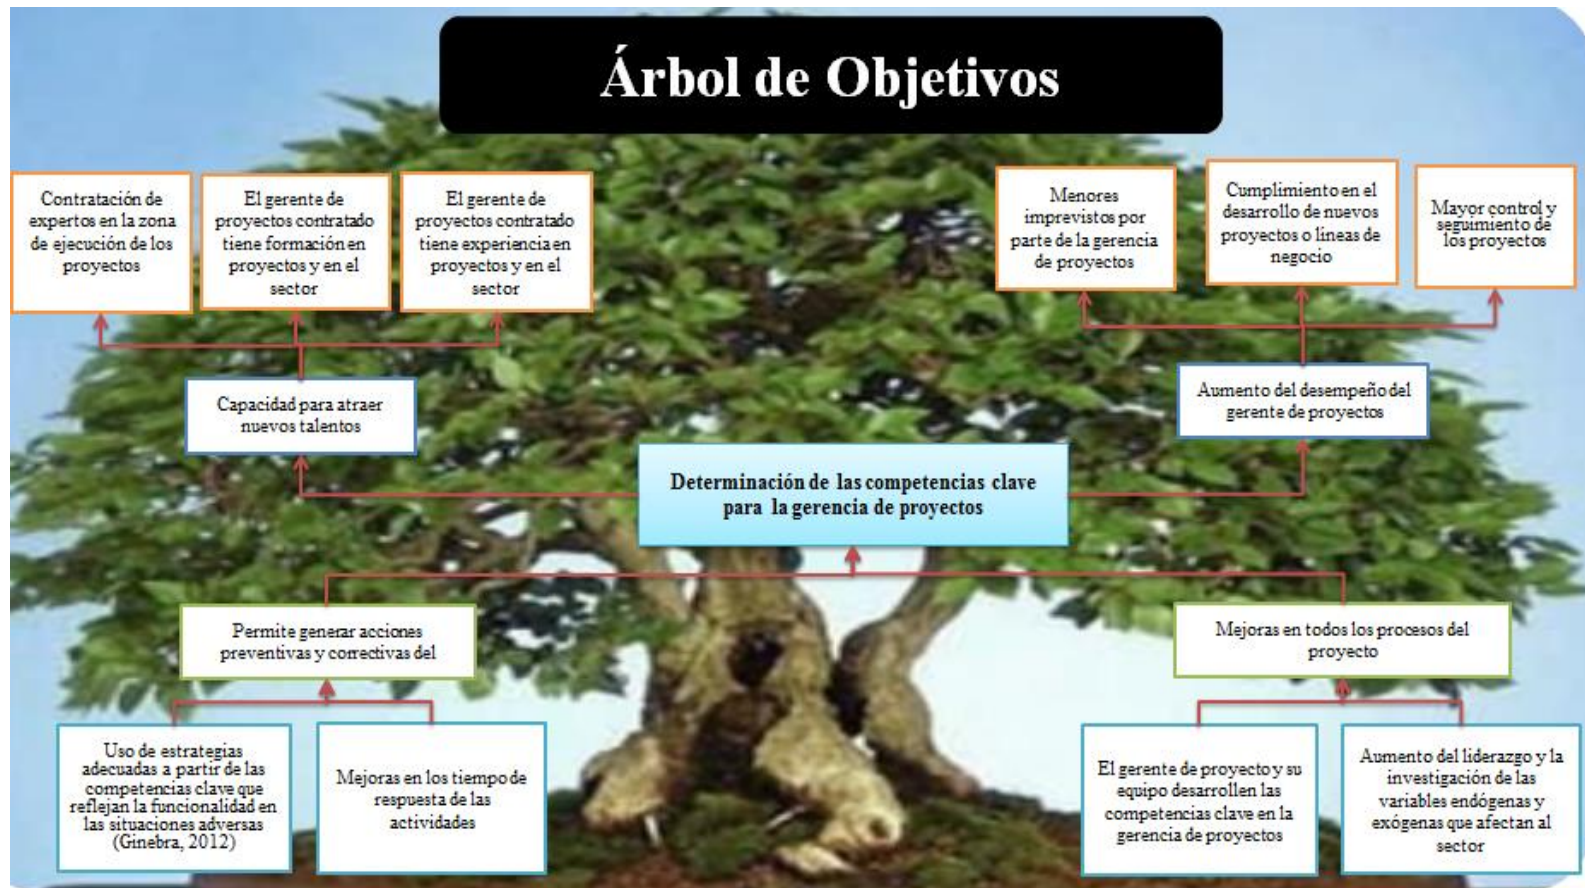 Árbol de Objetivos
Contratación de
expertos en la zona
de ejecución de los
proyectos
El gerente de
proyectos contratado
tiene formación en
proyectos y en el
sector
El gerente de
proyectos contratado
tiene experiencia en
proyectos y en el
sector
Menores
imprevistos por
parte de la gerencia
de proyectos
Cumplimiento en el
desarrollo de nuevos
proyectos o líneas de
negocio
Mayor control y
seguimiento de
los proyectos
Capacidad para atraer
nuevos talentos
Aumento del desempeño del
gerente de proyectos
Determinación de las competencias clave
para la gerencia de proyectos
Permite generar acciones
preventivas y correctivas del
Mejoras en todos los procesos del
proyecto
Uso de estrategias
adecuadas a partir de las
competencias clave que
reflejan la funcionalidad en
las situaciones adversas
(Ginebra, 2012)
Mejoras en los tiempo de
respuesta de las
actividades
El gerente de proyecto y su
equipo desarrollen las
competencias clave en la
gerencia de proyectos
Aumento del liderazgo y la
investigación de las
variables endógenas y
exógenas que afectan al
sector